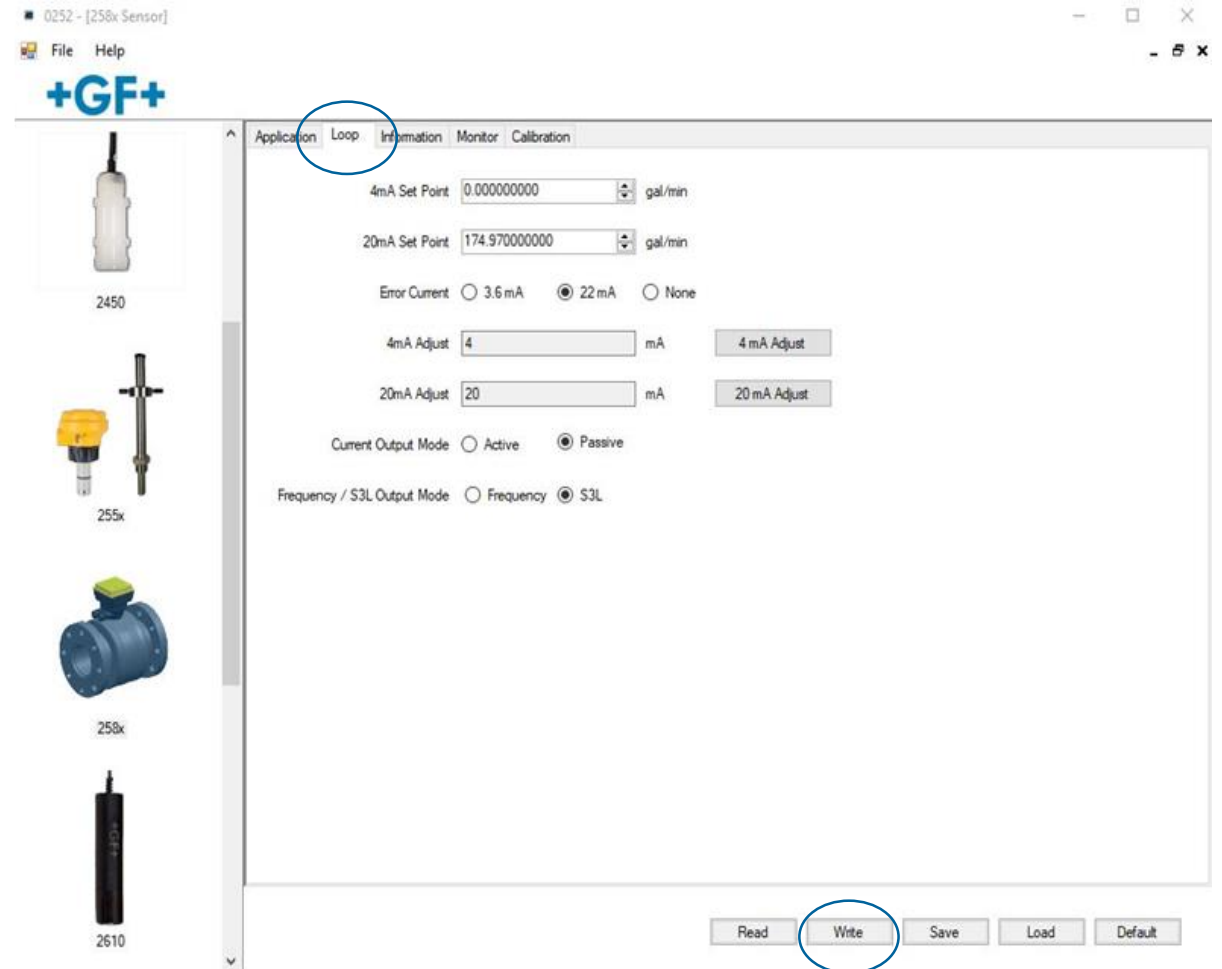 0252 - [258x Sensor]
File Help
+GF+
Application Loop Information Monitor Calibration
4mA Set Point 0.000000000 gal/min
20mA Set Point 174.970000000 gal/min
Error Current 3.6 mA 22 mA None
4mA Adjust 4 mA 4 mA Adjust
20mA Adjust 20 mA 20 mA Adjust
Current Output Mode Active Passive
Frequency / S3L Output Mode Frequency S3L
2450
255x
258x
+GF+
2610
Read Write Save Load Default